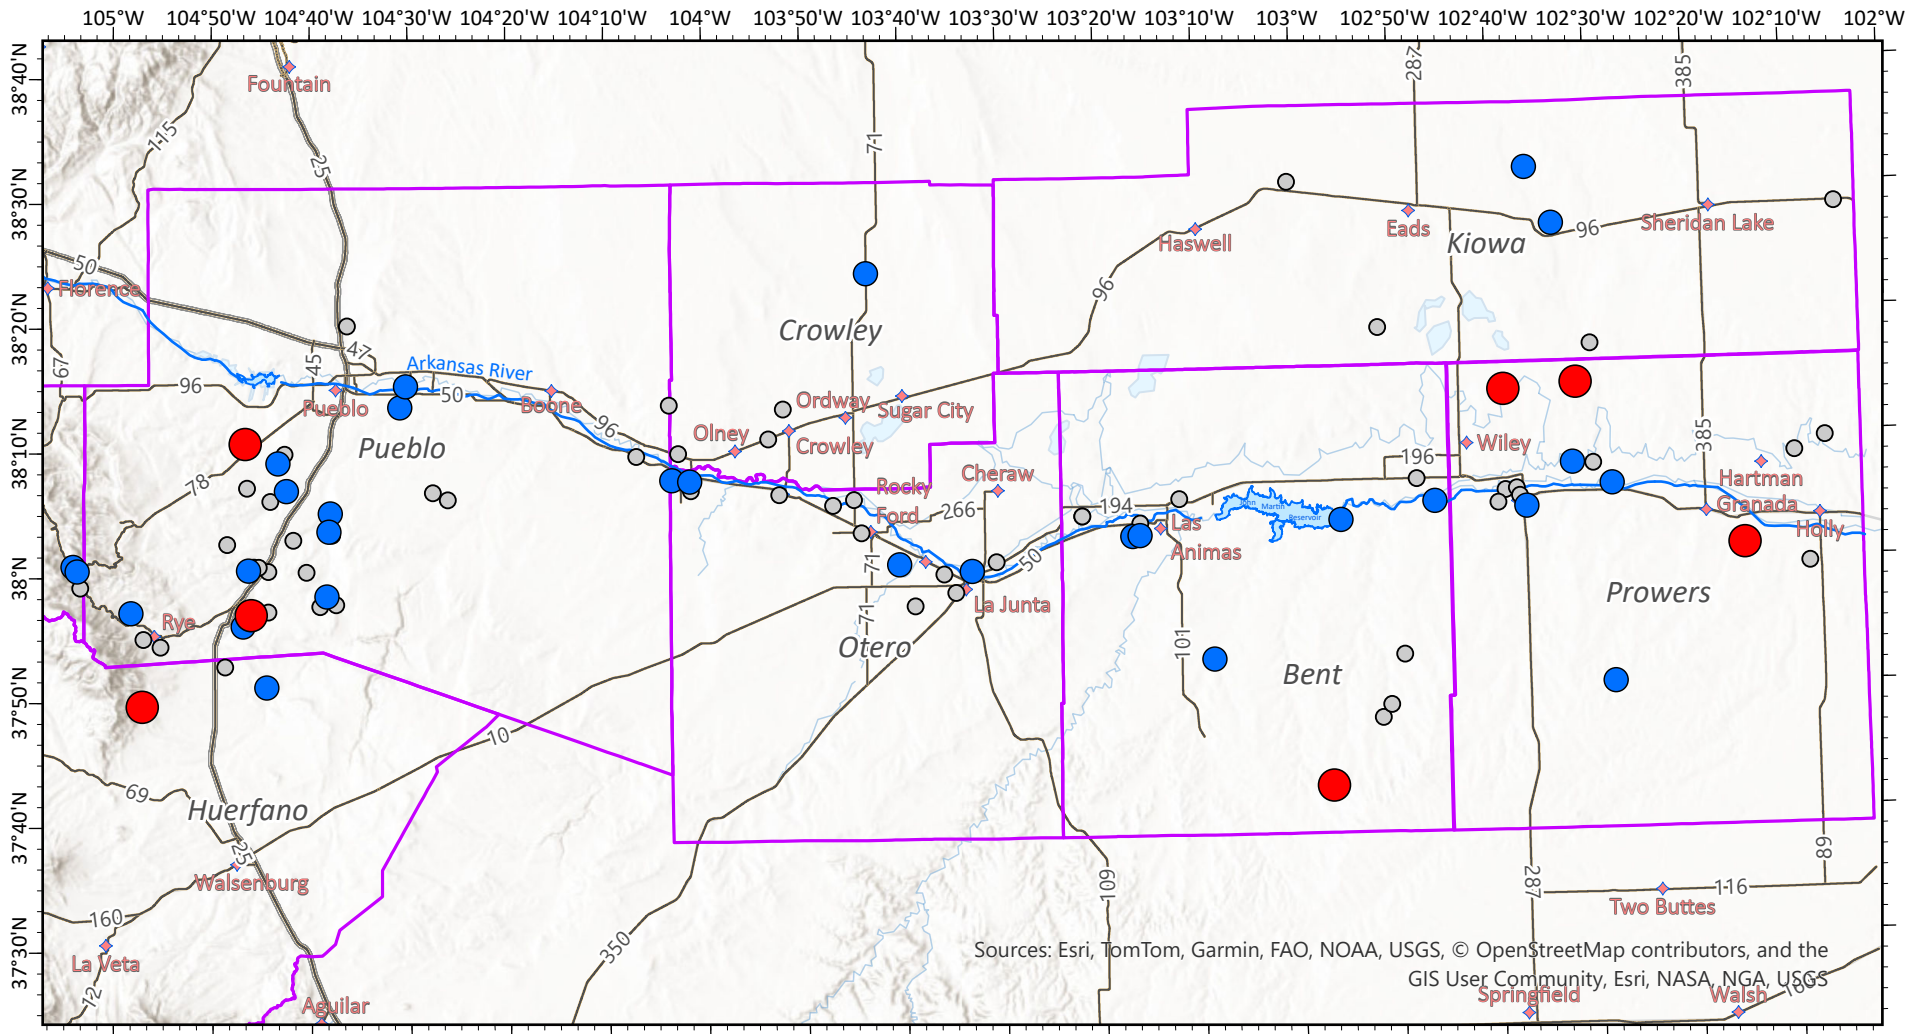 105°W 104°50'W 104°40'W 104°30'W 104°20'W 104°10'W 104°W 103°50'W 103°40'W 103°30'W 103°20'W 103°10'W 103°W 102°50'W 102°40'W 102°30'W 102°20'W 102°10'W 102°W
38°40'N
38°30'N
38°20'N
38°10'N
38°N
37°50'N
37°40'N
37°30'N
Fountain
115
25
71
287
385
Haswell
Eads
Kiowa
96
Sheridan Lake
50
Florence
96
Crowley
67
96
45
47
Arkansas River
50
Pueblo
Boone
Pueblo
96
Ordway
Sugar City
Olney
Crowley
Wiley
385
196
Cheraw
Hartman
78
Rocky
Ford
266
194
Granada
Holly
John
Martin
Reservoir
Las
Animas
50
71
La Junta
Prowers
Rye
71
Otero
101
Bent
10
69
Huerfano
25
Walsenburg
160
La Veta
12
Aguilar
350
109
287
116
89
Two Buttes
Sources: Esri, TomTom, Garmin, FAO, NOAA, USGS, © OpenStreetMap contributors, and the
GIS User Community, Esri, NASA, NGA, USGS
Springfield
Walsh
160